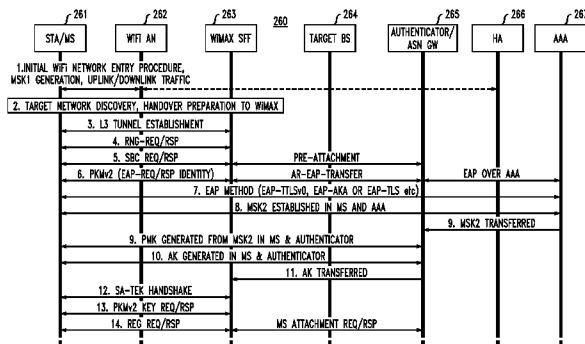 260
261
262
263
264
265
266
267
STA/MS
WIFI AN
WIMAX SFF
TARGET BS
AUTHENTICATOR/
ASN GW
HA
AAA
1.INITIAL WiFi NETWORK ENTRY PROCEDURE,
MSK1 GENERATION, UPLINK/DOWNLINK TRAFFIC
2. TARGET NETWORK DISCOVERY, HANDOVER PREPARATION TO WiMAX
3. L3 TUNNEL ESTABLISHMENT
4. RNG-REQ/RSP
5. SBC REQ/RSP
PRE-ATTACHMENT
6. PKMv2 (EAP-REQ/RSP IDENTITY)
AR-EAP-TRANSFER
EAP OVER AAA
7. EAP METHOD (EAP-TTLSv0, EAP-AKA OR EAP-TLS etc)
8. MSK2 ESTABLISHED IN MS AND AAA
9. MSK2 TRANSFERRED
9. PMK GENERATED FROM MSK2 IN MS & AUTHENTICATOR
10. AK GENERATED IN MS & AUTHENTICATOR
11. AK TRANSFERRED
12. SA-TEK HANDSHAKE
13. PKMv2 KEY REQ/RSP
14. REG REQ/RSP
MS ATTACHMENT REQ/RSP